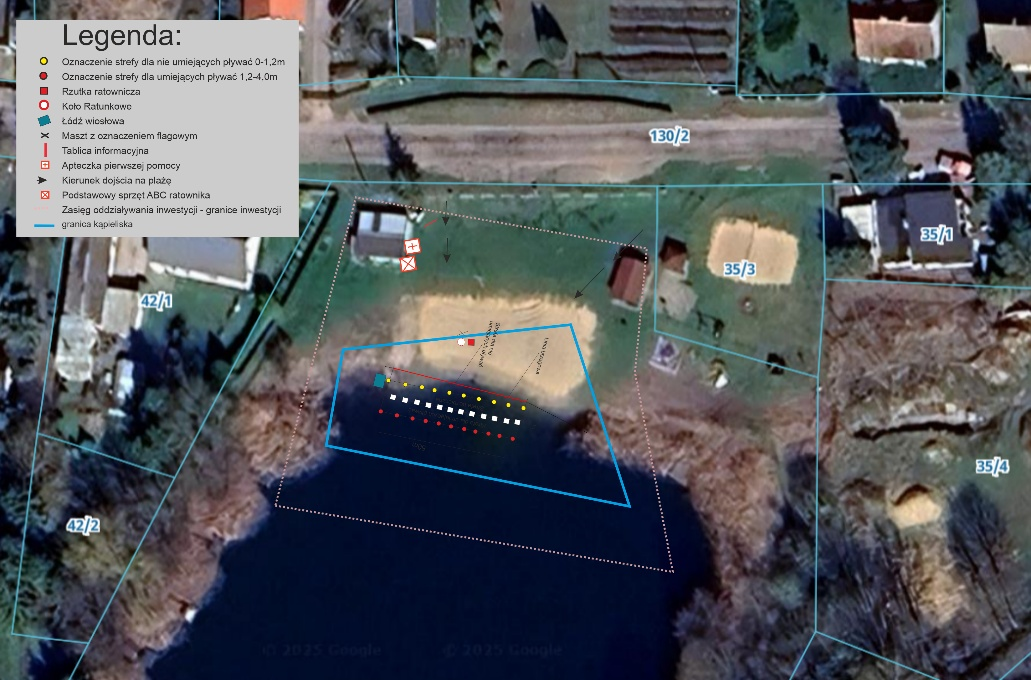 Legenda:
Oznaczenie strefy dla nie umiejących pływać 0-1,2m
Oznaczenie strefy dla umiejących pływać 1,2-4.0m
Rzutka ratownicza
Koło Ratunkowe
Łódź wiosłowa
Maszt z oznaczeniem flagowym
Tablica informacyjna
Apteczka pierwszej pomocy
Kierunek dojścia na plażę
Podstawowy sprzęt ABC ratownika
Zasięg oddziaływania inwestycji - granice inwestycji
granica kąpieliska
130/2
35/1
35/3
42/1
35/4
42/2
© 2025 Google
© 2025 Google